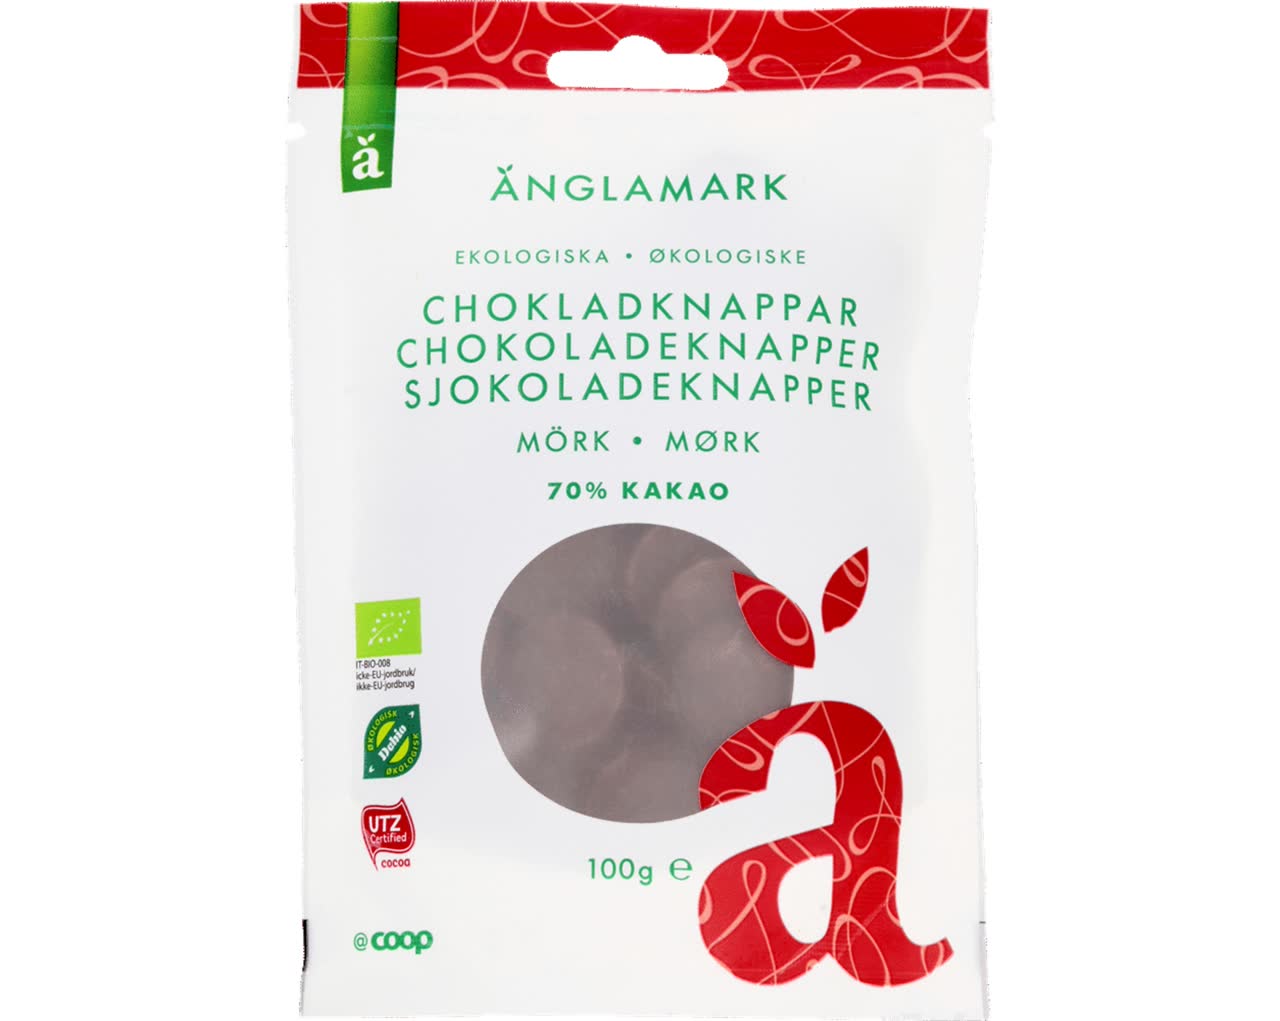 ä
ÄNGLAMARK
EKOLOGISKA • ØKOLOGISKE
CHOKLADKNAPPAR
CHOKOLADEKNAPPER
SJOKOLADEKNAPPER
MÖRK • MØRK
70% KAKAO
IT-BIO-008
icke-EU-jordbruk/
ikke-EU-jordbrug
ØKOLOGISK
Debio
ØKOLOGISK
UTZ
Certified
cocoa
100g ℮
ä
@coop